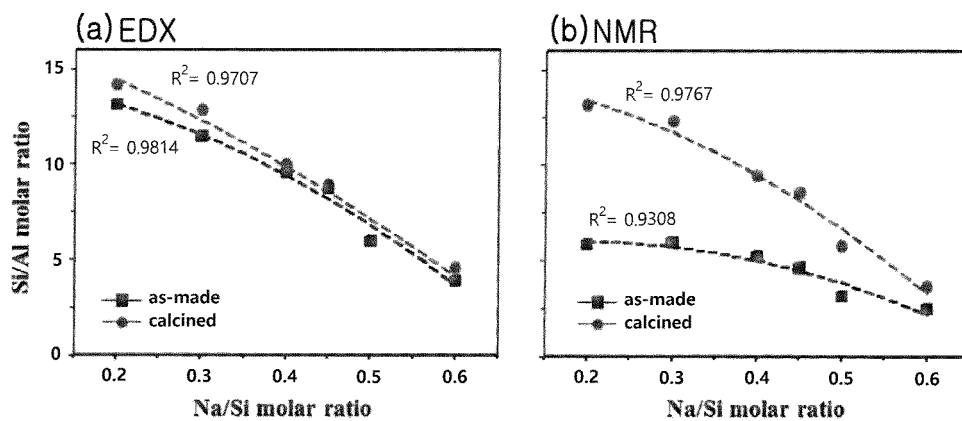 (a) EDX
(b) NMR
Si/Al molar ratio
15
10
5
0
R²= 0.9707
R²= 0.9814
as-made
calcined
0.2 0.3 0.4 0.5 0.6
Na/Si molar ratio
R²= 0.9767
R²= 0.9308
as-made
calcined
0.2 0.3 0.4 0.5 0.6
Na/Si molar ratio